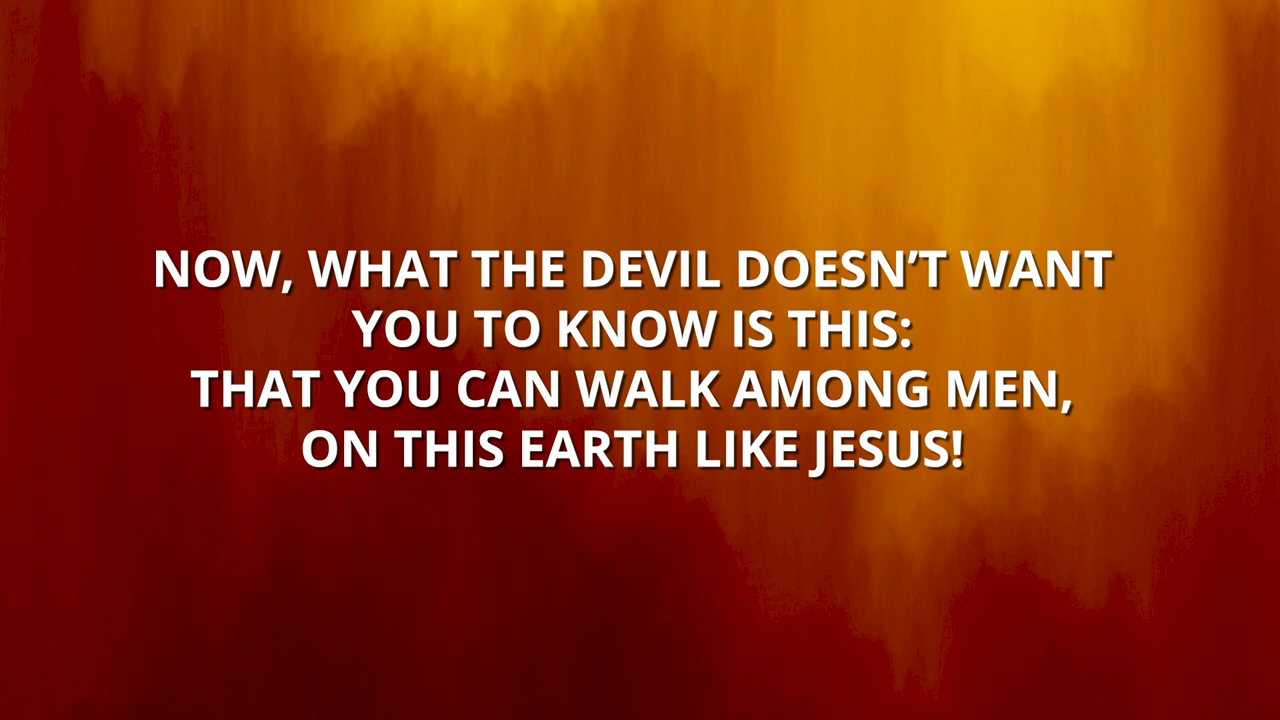 NOW, WHAT THE DEVIL DOESN’T WANT
YOU TO KNOW IS THIS:
THAT YOU CAN WALK AMONG MEN,
ON THIS EARTH LIKE JESUS!